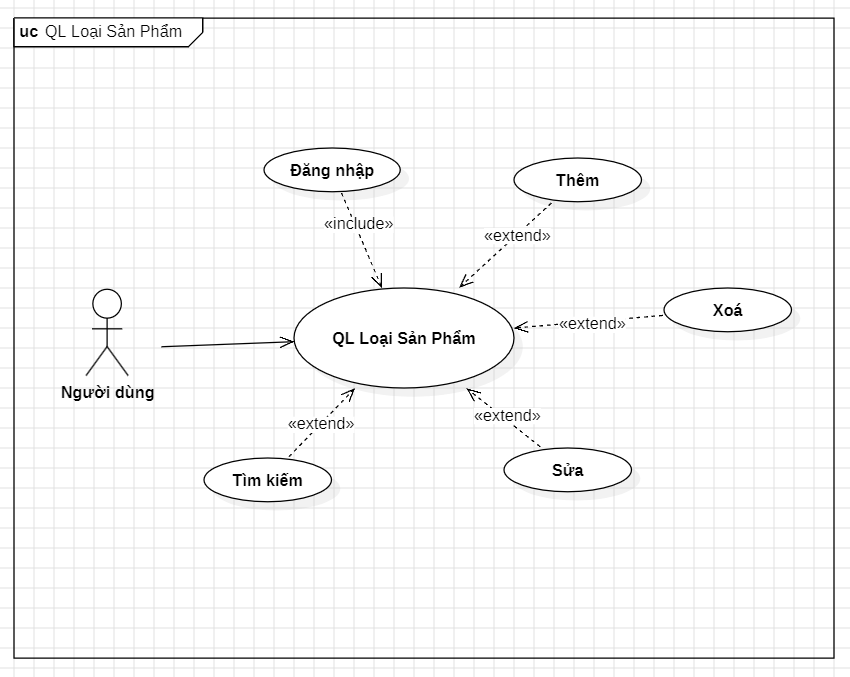 uc QL Loại Sản Phẩm
Đăng nhập
Thêm
«include»
«extend»
Xoá
«extend»
QL Loại Sản Phẩm
Người dùng
«extend»
«extend»
Tìm kiếm
Sửa